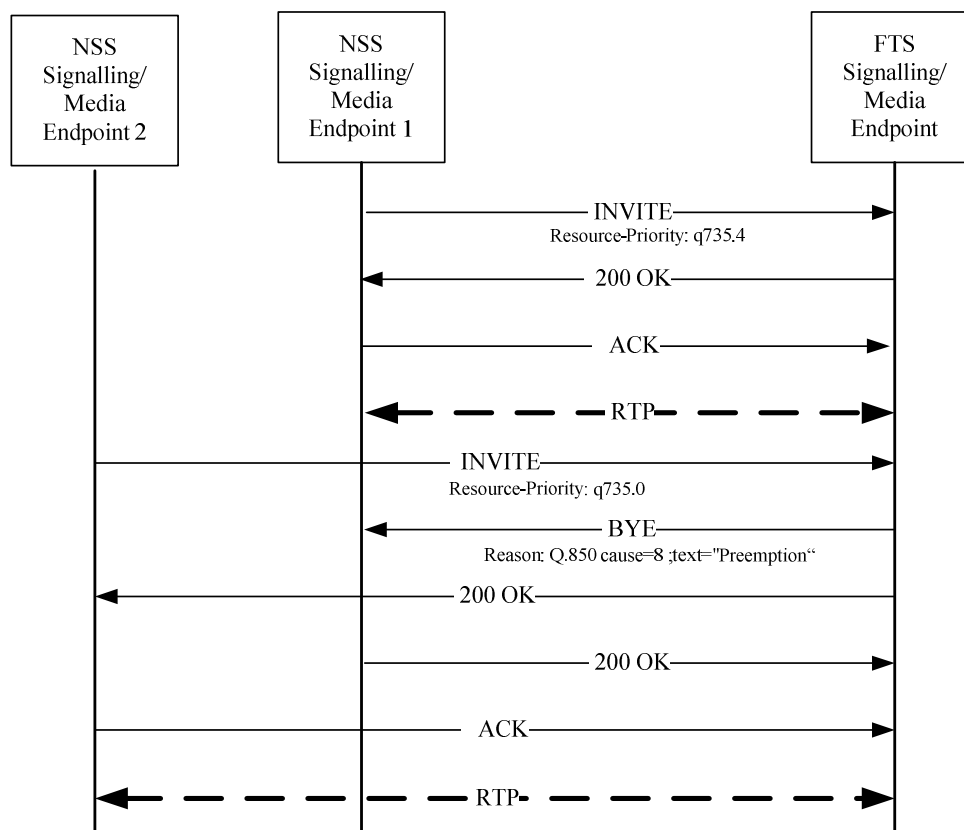 NSS
Signalling/
Media
Endpoint 2
NSS
Signalling/
Media
Endpoint 1
FTS
Signalling/
Media
Endpoint
INVITE
Resource-Priority: q735.4
200 OK
ACK
RTP
INVITE
Resource-Priority: q735.0
BYE
Reason: Q.850 cause=8 ;text="Preemption“
200 OK
200 OK
ACK
RTP